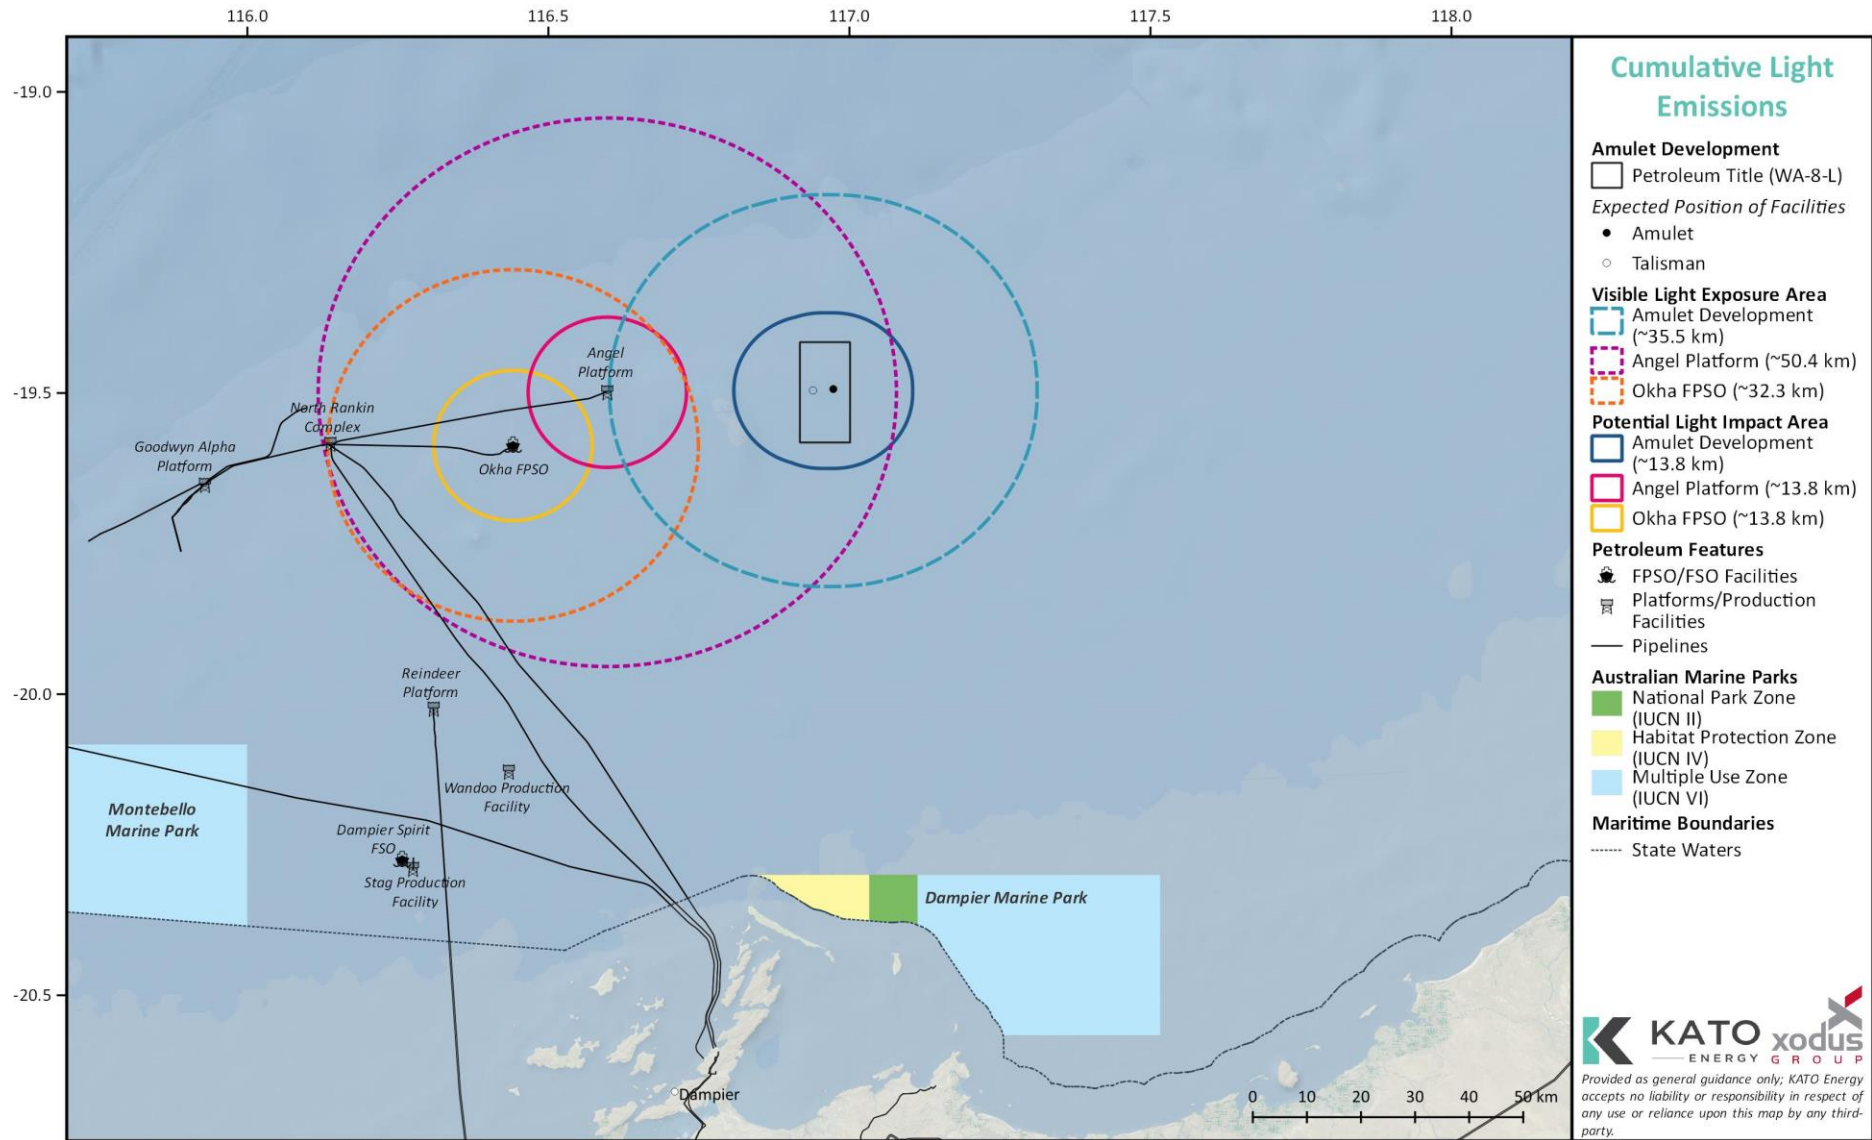 116.0
116.5
117.0
117.5
118.0
-19.0
-19.5
-20.0
-20.5
Angel
Platform
North Rankin
Complex
Goodwyn Alpha
Platform
Okha FPSO
Reindeer
Platform
Wandoo Production
Facility
Montebello
Marine Park
Dampier Spirit
FSO
Stag Production
Facility
Dampier Marine Park
Dampier
0 10 20 30 40 50 km
Cumulative Light
Emissions
Amulet Development
Petroleum Title (WA-8-L)
Expected Position of Facilities
Amulet
Talisman
Visible Light Exposure Area
Amulet Development
(~35.5 km)
Angel Platform (~50.4 km)
Okha FPSO (~32.3 km)
Potential Light Impact Area
Amulet Development
(~13.8 km)
Angel Platform (~13.8 km)
Okha FPSO (~13.8 km)
Petroleum Features
FPSO/FSO Facilities
Platforms/Production
Facilities
Pipelines
Australian Marine Parks
National Park Zone
(IUCN II)
Habitat Protection Zone
(IUCN IV)
Multiple Use Zone
(IUCN VI)
Maritime Boundaries
State Waters
KATO
ENERGY
xodus
GROUP
Provided as general guidance only; KATO Energy
accepts no liability or responsibility in respect of
any use or reliance upon this map by any third-
party.